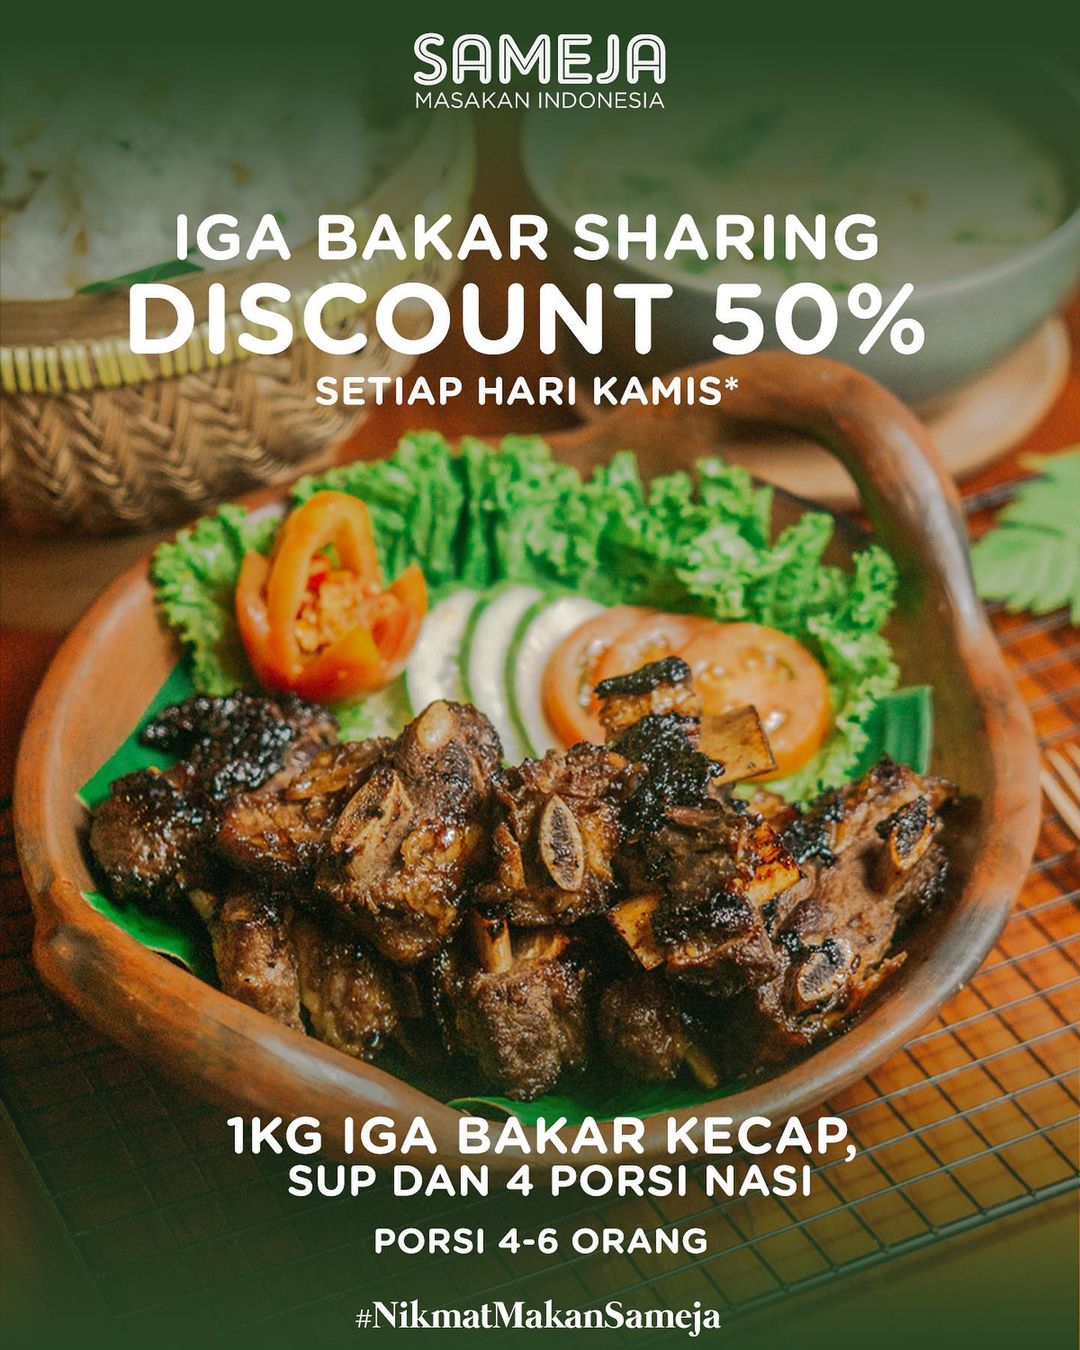 SAMEJA
MASAKAN INDONESIA
IGA BAKAR SHARING
DISCOUNT 50%
SETIAP HARI KAMIS*
1KG IGA BAKAR KECAP,
SUP DAN 4 PORSI NASI
PORSI 4-6 ORANG
#NikmatMakanSameja